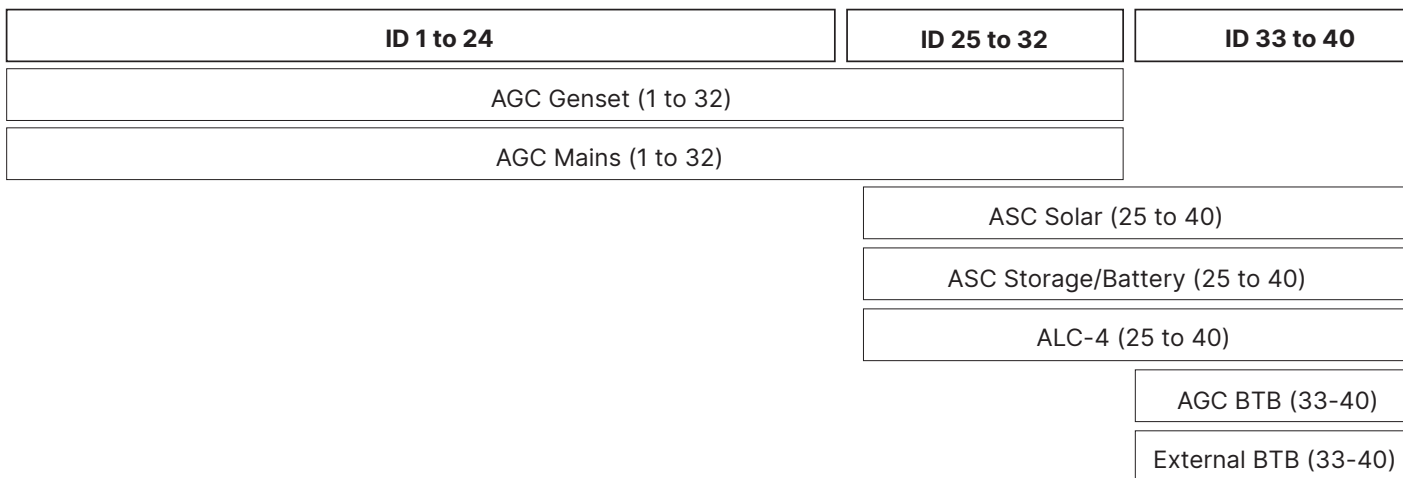 ID 1 to 24
ID 25 to 32
ID 33 to 40
AGC Genset (1 to 32)
AGC Mains (1 to 32)
ASC Solar (25 to 40)
ASC Storage/Battery (25 to 40)
ALC-4 (25 to 40)
AGC BTB (33-40)
External BTB (33-40)